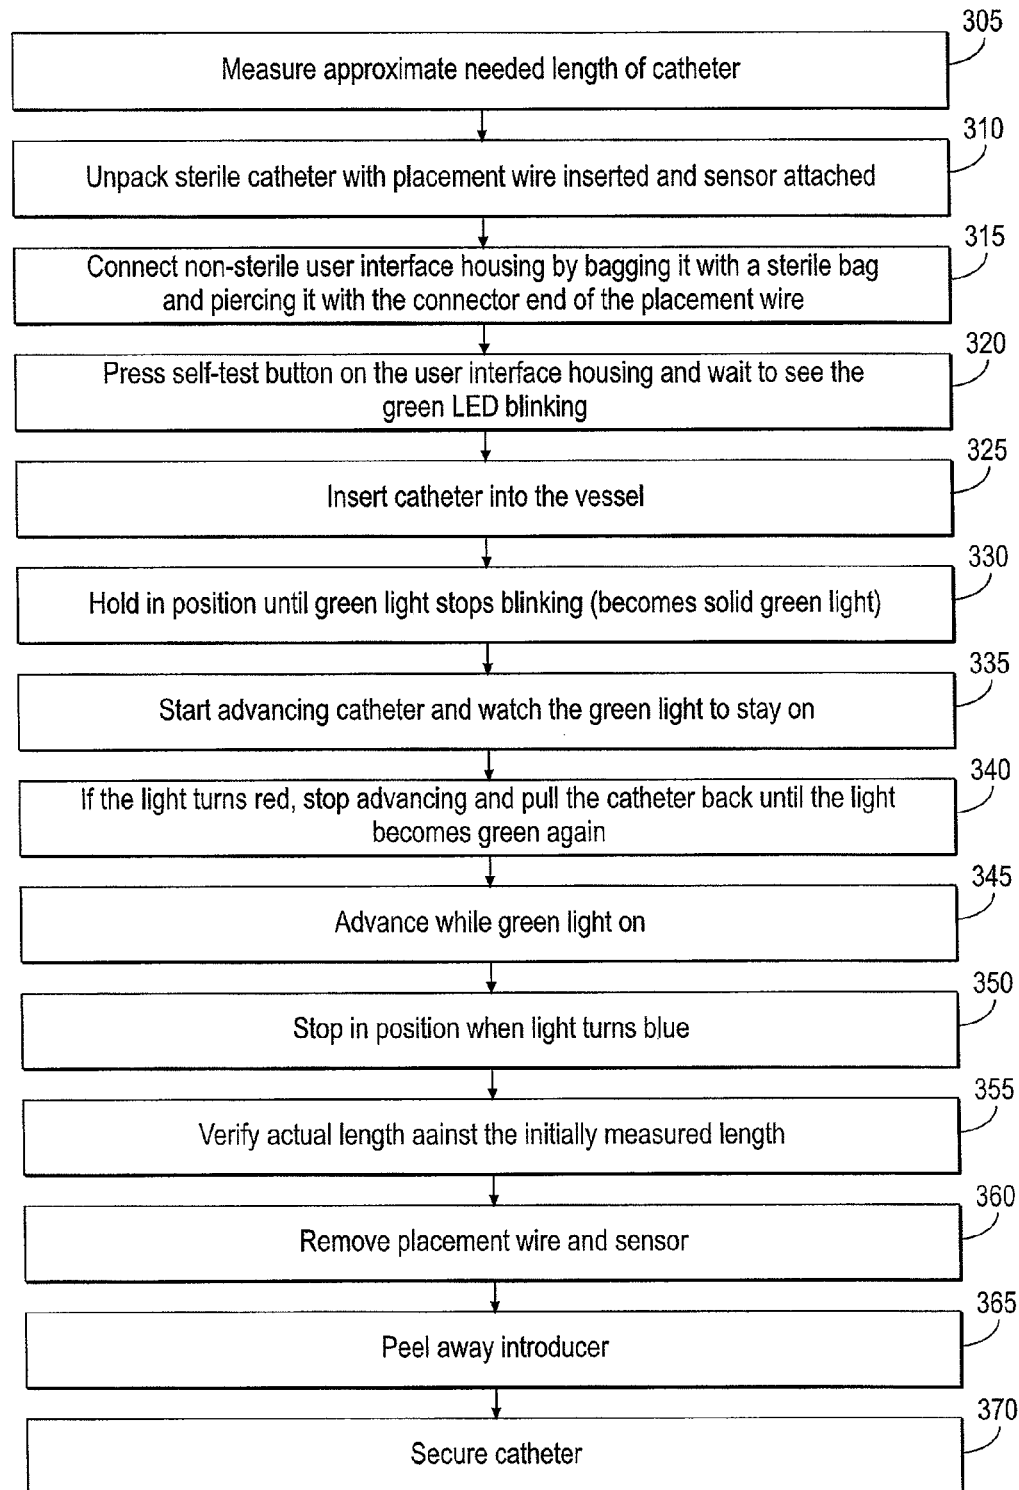 305
Measure approximate needed length of catheter
310
Unpack sterile catheter with placement wire inserted and sensor attached
315
Connect non-sterile user interface housing by bagging it with a sterile bag
and piercing it with the connector end of the placement wire
320
Press self-test button on the user interface housing and wait to see the
green LED blinking
325
Insert catheter into the vessel
330
Hold in position until green light stops blinking (becomes solid green light)
335
Start advancing catheter and watch the green light to stay on
340
If the light turns red, stop advancing and pull the catheter back until the light
becomes green again
345
Advance while green light on
350
Stop in position when light turns blue
355
Verify actual length aainst the initially measured length
360
Remove placement wire and sensor
365
Peel away introducer
370
Secure catheter